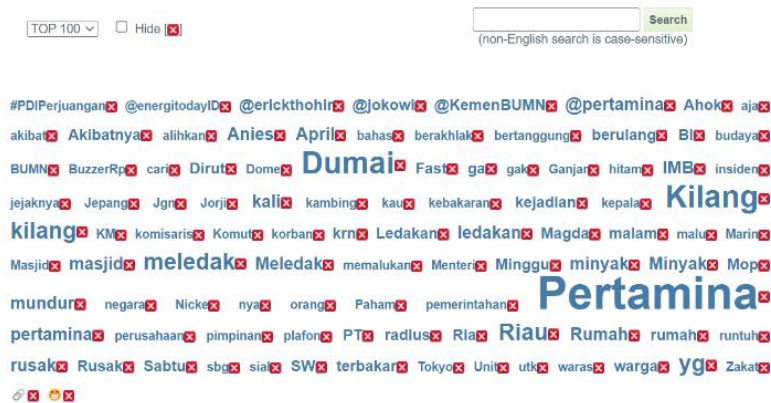 TOP 100 Hide [x] Search
(non-English search is case-sensitive)
#PDIPerjuangan @energitodayID @erickthohir @jokowi @KemenBUMN @pertamina Ahok aja
akibat Akibatnya alihkan Anies April bahas berakhlak bertanggung berulang BI budaya
BUMN BuzzerRp cari Dirut Dome Dumai Fast ga gak Ganjar hitam IMB insiden
jejaknya Jepang Jgn Jorji kali kambing kau kebakaran kejadian kepala Kilang
kilang KM komisaris Komut korban krn Ledakan ledakan Magda malam malu Marin
Masjid masjid meledak Meledak memalukan Menteri Minggu minyak Minyak Mop
mundur negara Nicke nya orang Paham pemerintahan Pertamina
pertamina perusahaan pimpinan plafon PT radius Ria Riau Rumah rumah runtuh
rusak Rusak Sabtu sbg sial SW terbakar Tokyo Unit utk waras warga yg Zakat